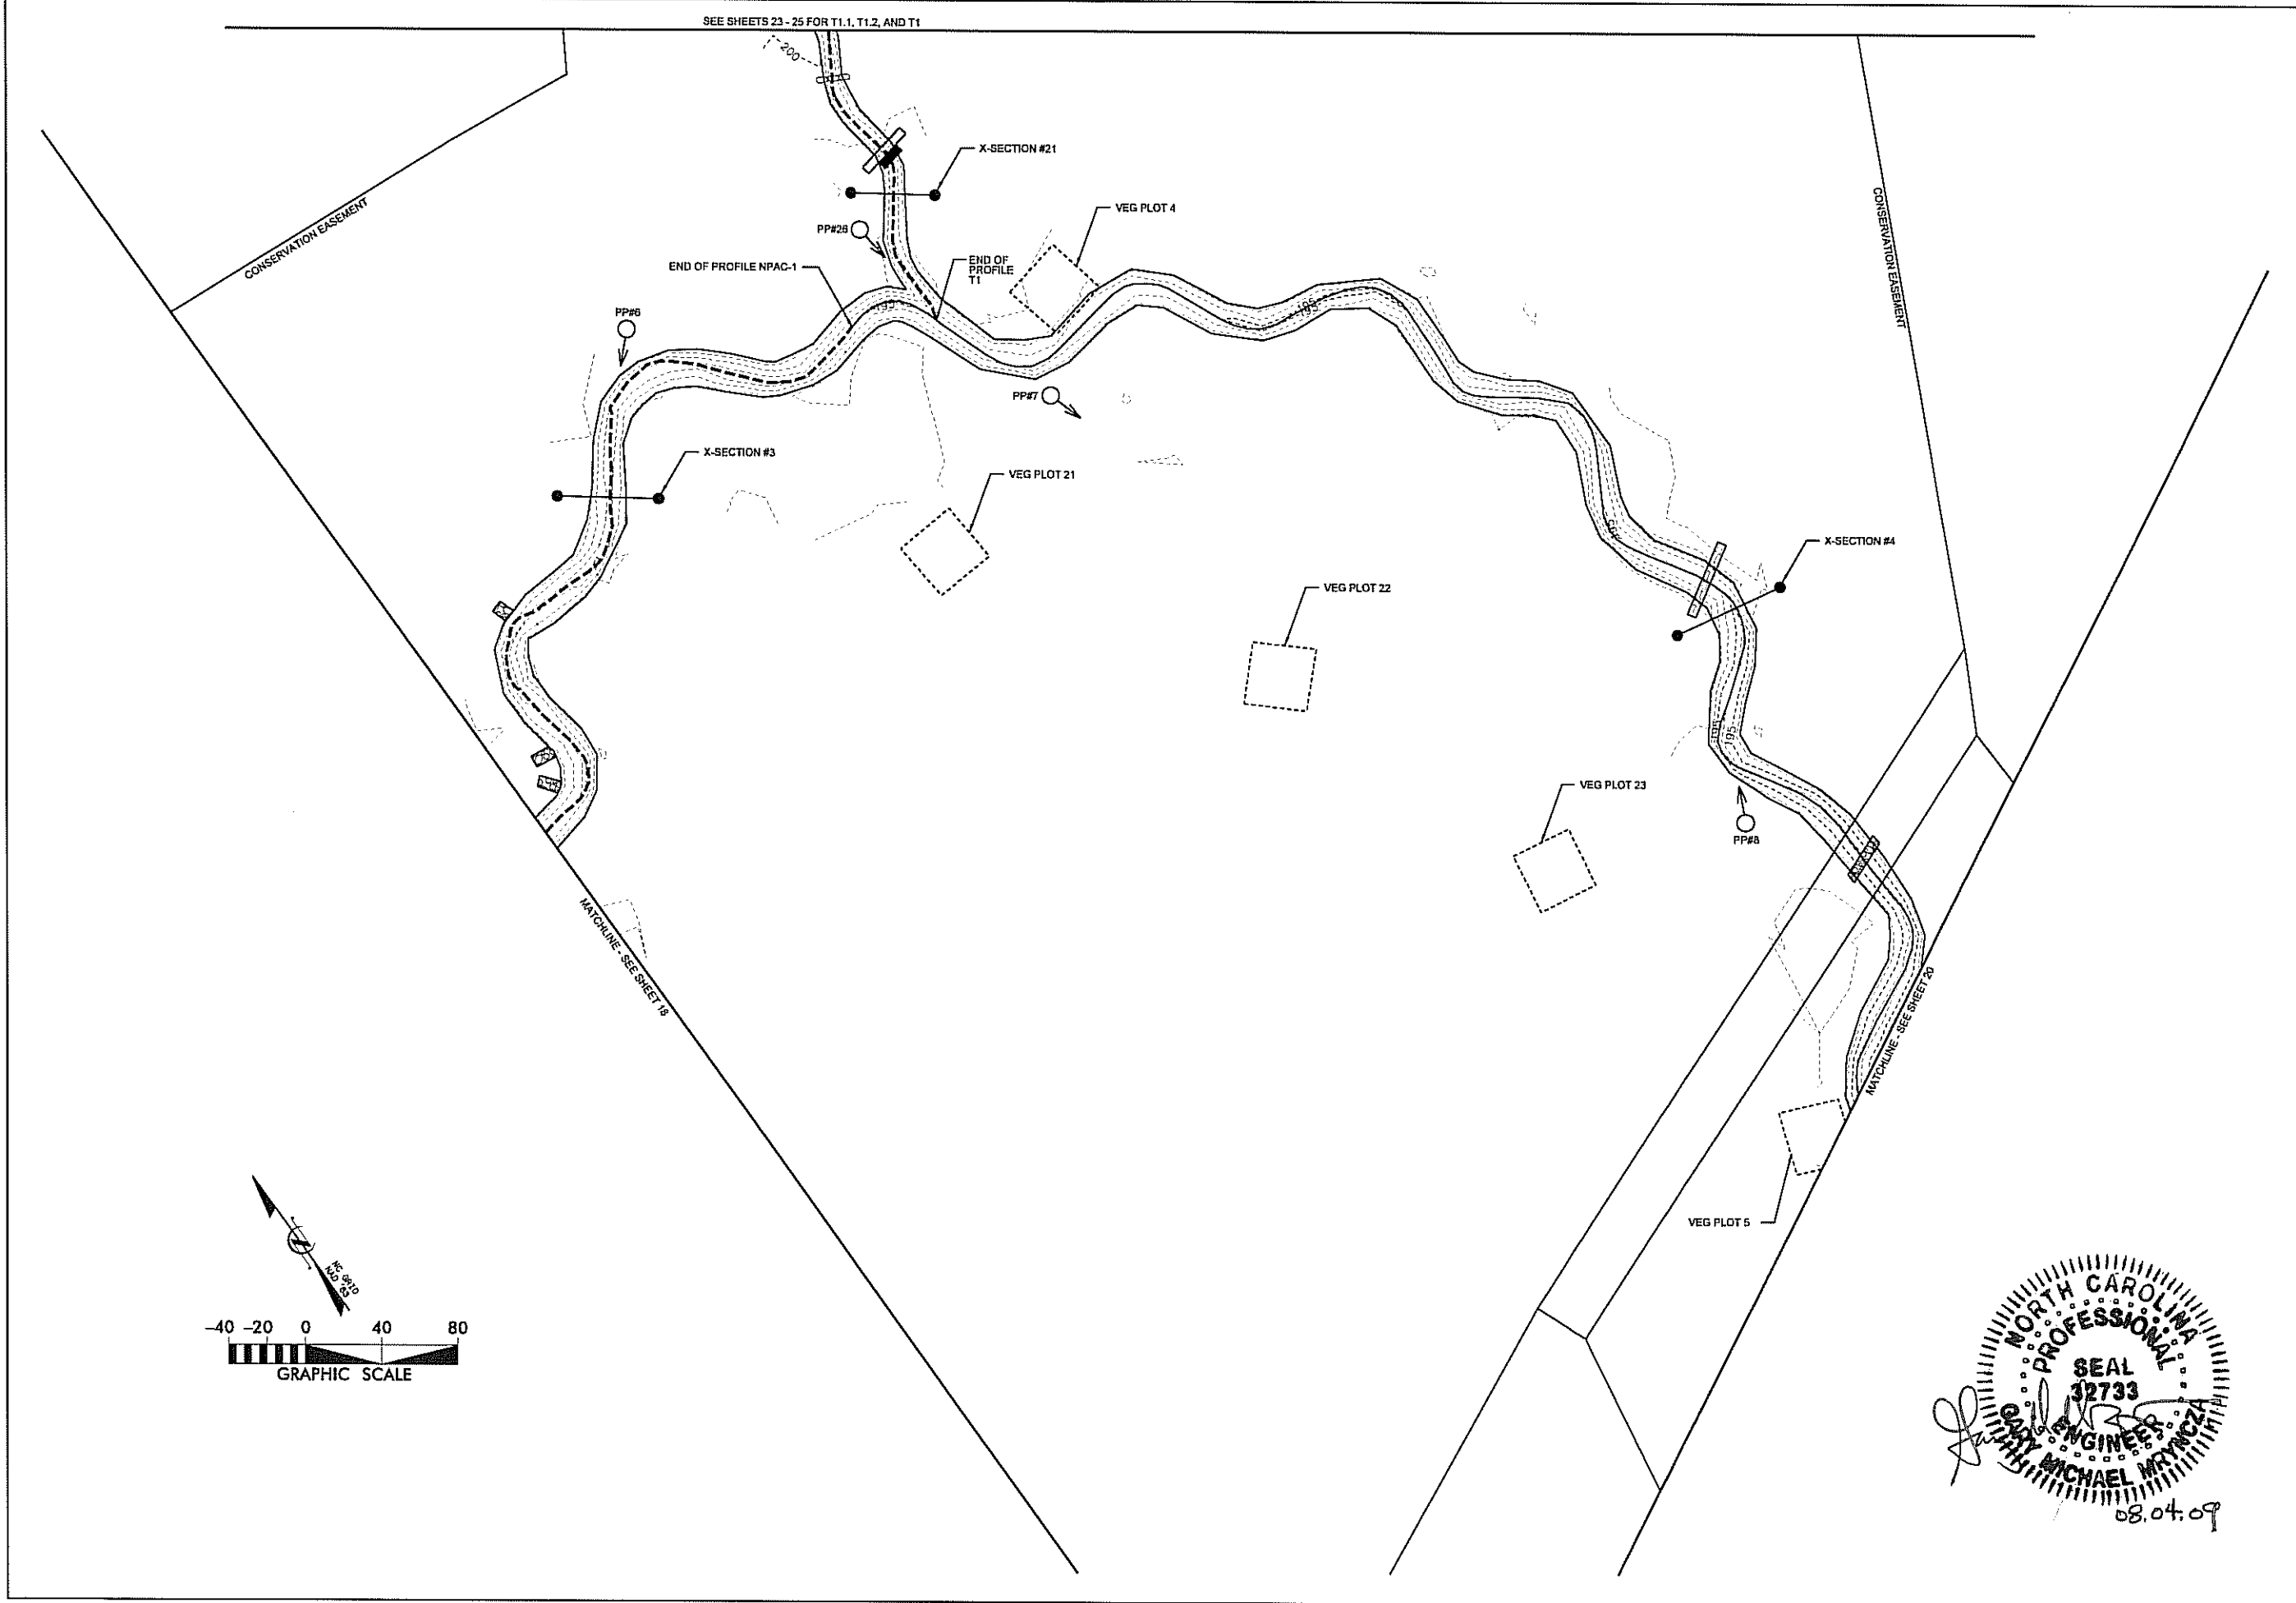 SEE SHEETS 23 - 25 FOR T1.1, T1.2, AND T1
200
X-SECTION #21
CONSERVATION EASEMENT
CONSERVATION EASEMENT
VEG PLOT 4
PP#26
END OF PROFILE NPAC-1
END OF
PROFILE
T1
195
195
PP#6
PP#7
X-SECTION #3
VEG PLOT 21
195
X-SECTION #4
VEG PLOT 22
195
VEG PLOT 23
PP#8
MATCHLINE - SEE SHEET 18
MATCHLINE - SEE SHEET 20
VEG PLOT 5
NC GRID
NAD '83
-40 -20 0 40 80
GRAPHIC SCALE
NORTH CAROLINA
PROFESSIONAL
SEAL
32733
ENGINEER
GARY MICHAEL MRYNCZA
08.04.09